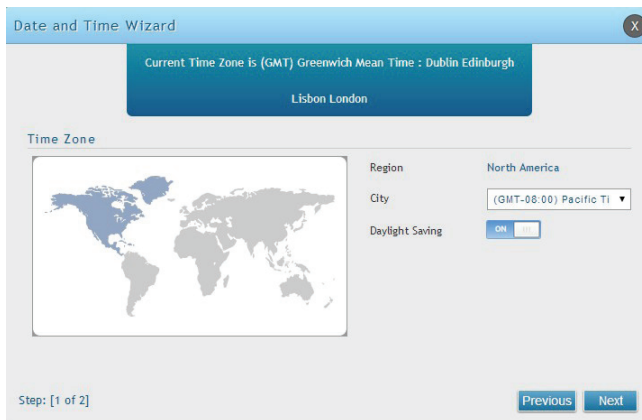 Date and Time Wizard
X
Current Time Zone is (GMT) Greenwich Mean Time : Dublin Edinburgh
Lisbon London
Time Zone
Region North America
City (GMT-08:00) Pacific Ti
Daylight Saving ON
Step: [1 of 2]
Previous Next